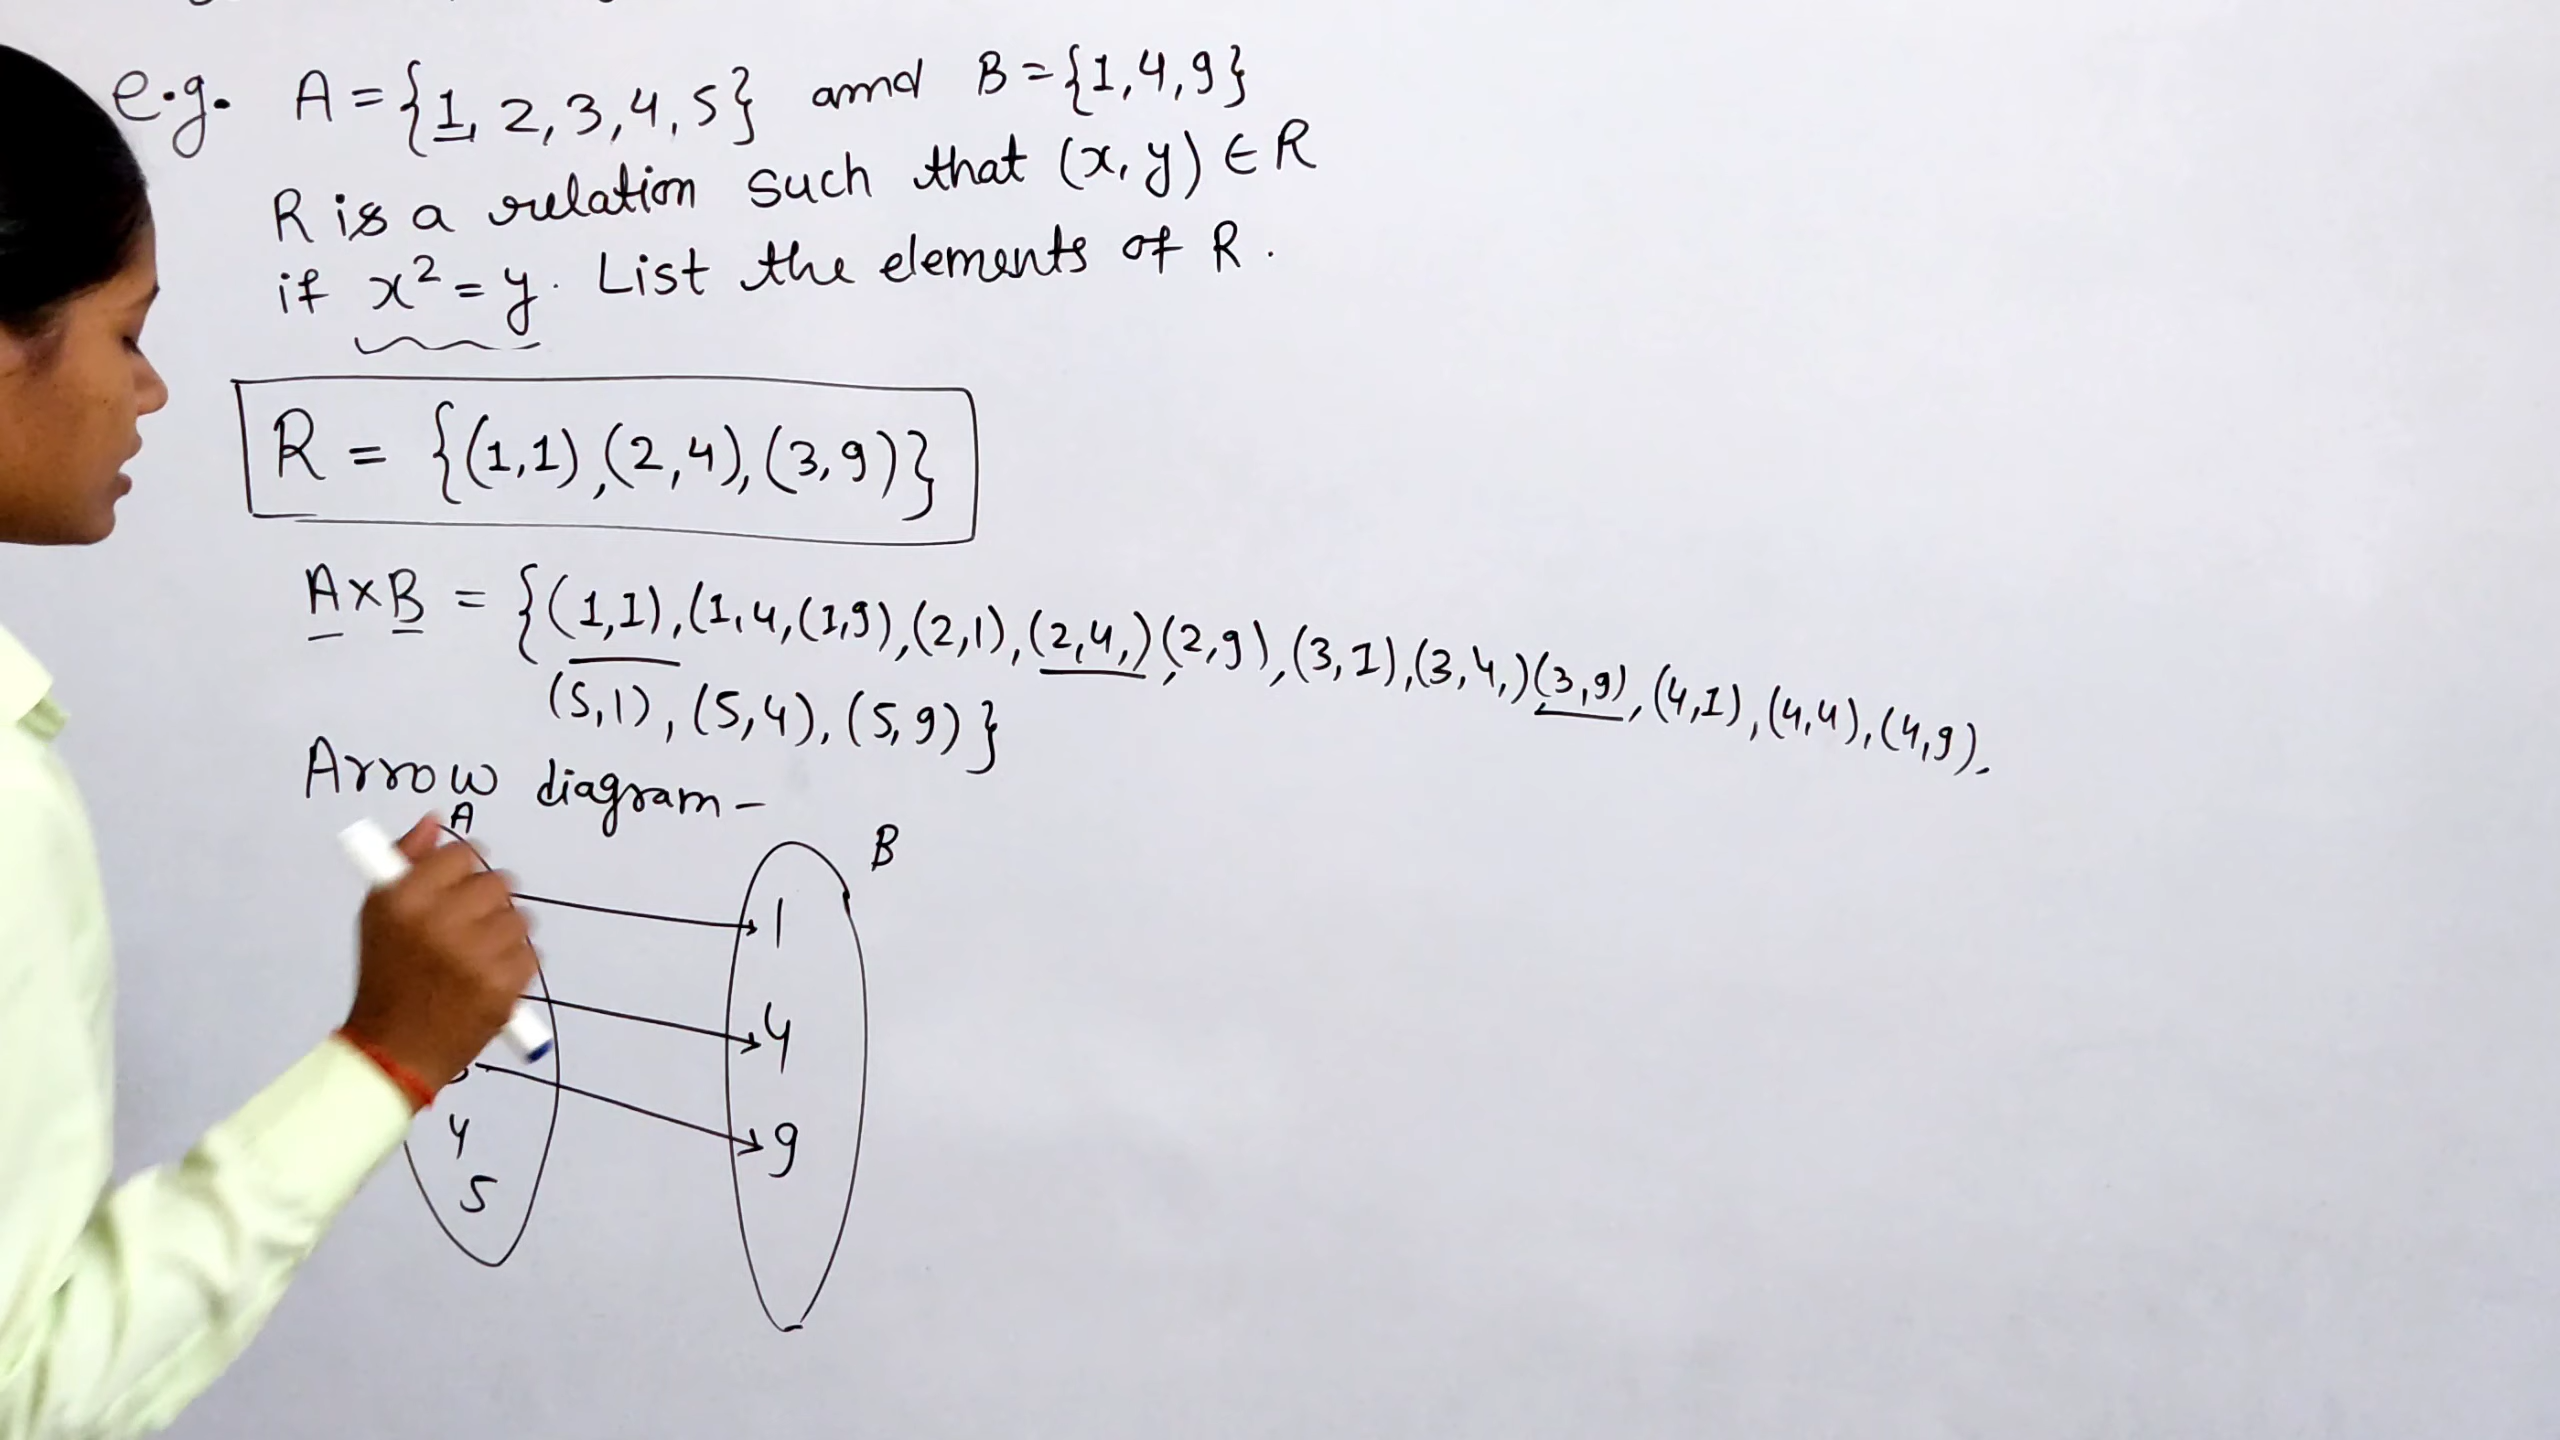 e.g. A = {1, 2, 3, 4, 5} and B = {1, 4, 9}
R is a relation such that (x, y) ∈ R
if x² = y. List the elements of R.
R = {(1,1),(2,4),(3,9)}
A×B = {(1,1),(1,4,(1,9),(2,1),(2,4,)(2,9),(3,1),(3,4,)(3,9),(4,1),(4,4),(4,9).
(5,1),(5,4),(5,9)}
Arrow diagram-
A
B
1
4
9
4
5